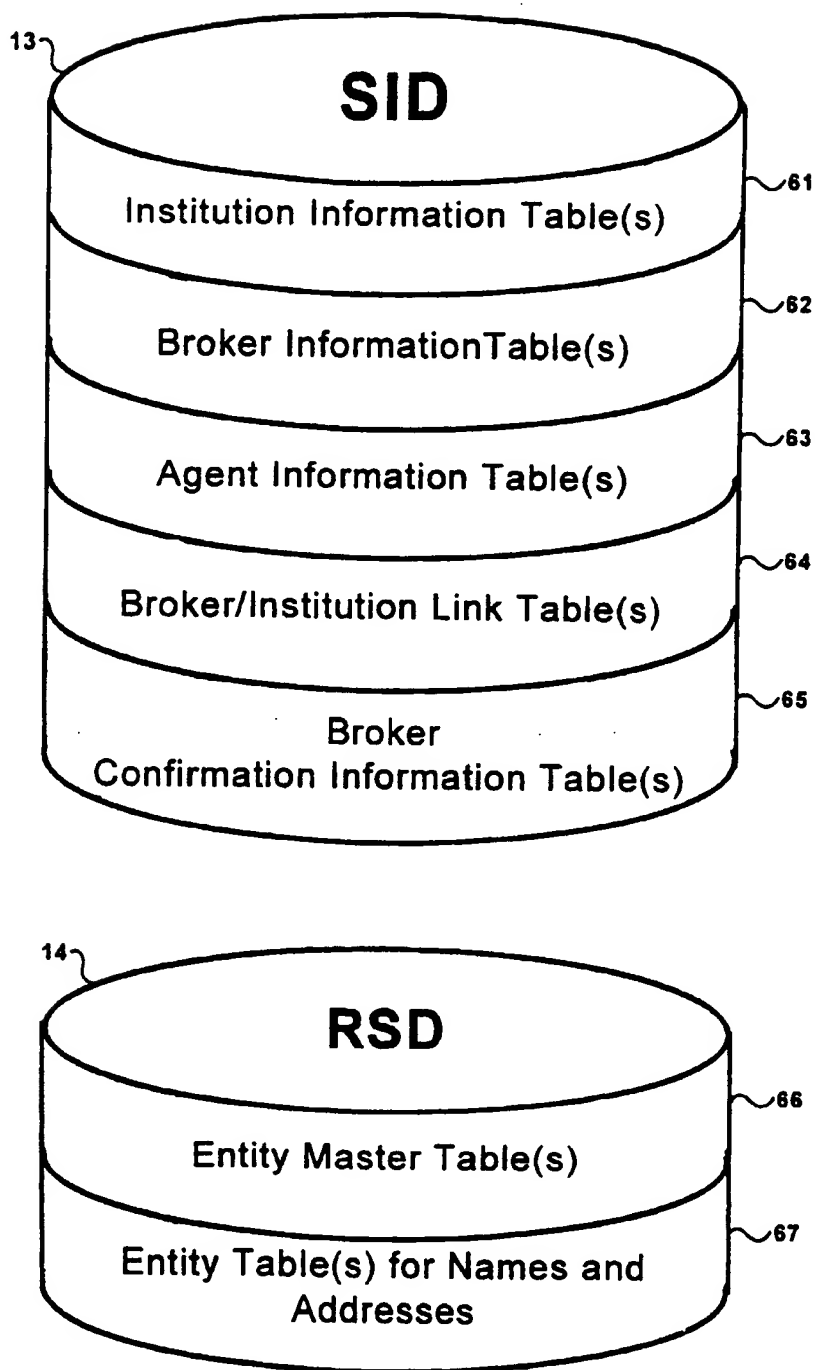 13
SID
61
Institution Information Table(s)
62
Broker InformationTable(s)
63
Agent Information Table(s)
64
Broker/Institution Link Table(s)
65
Broker
Confirmation Information Table(s)
14
RSD
66
Entity Master Table(s)
67
Entity Table(s) for Names and
Addresses